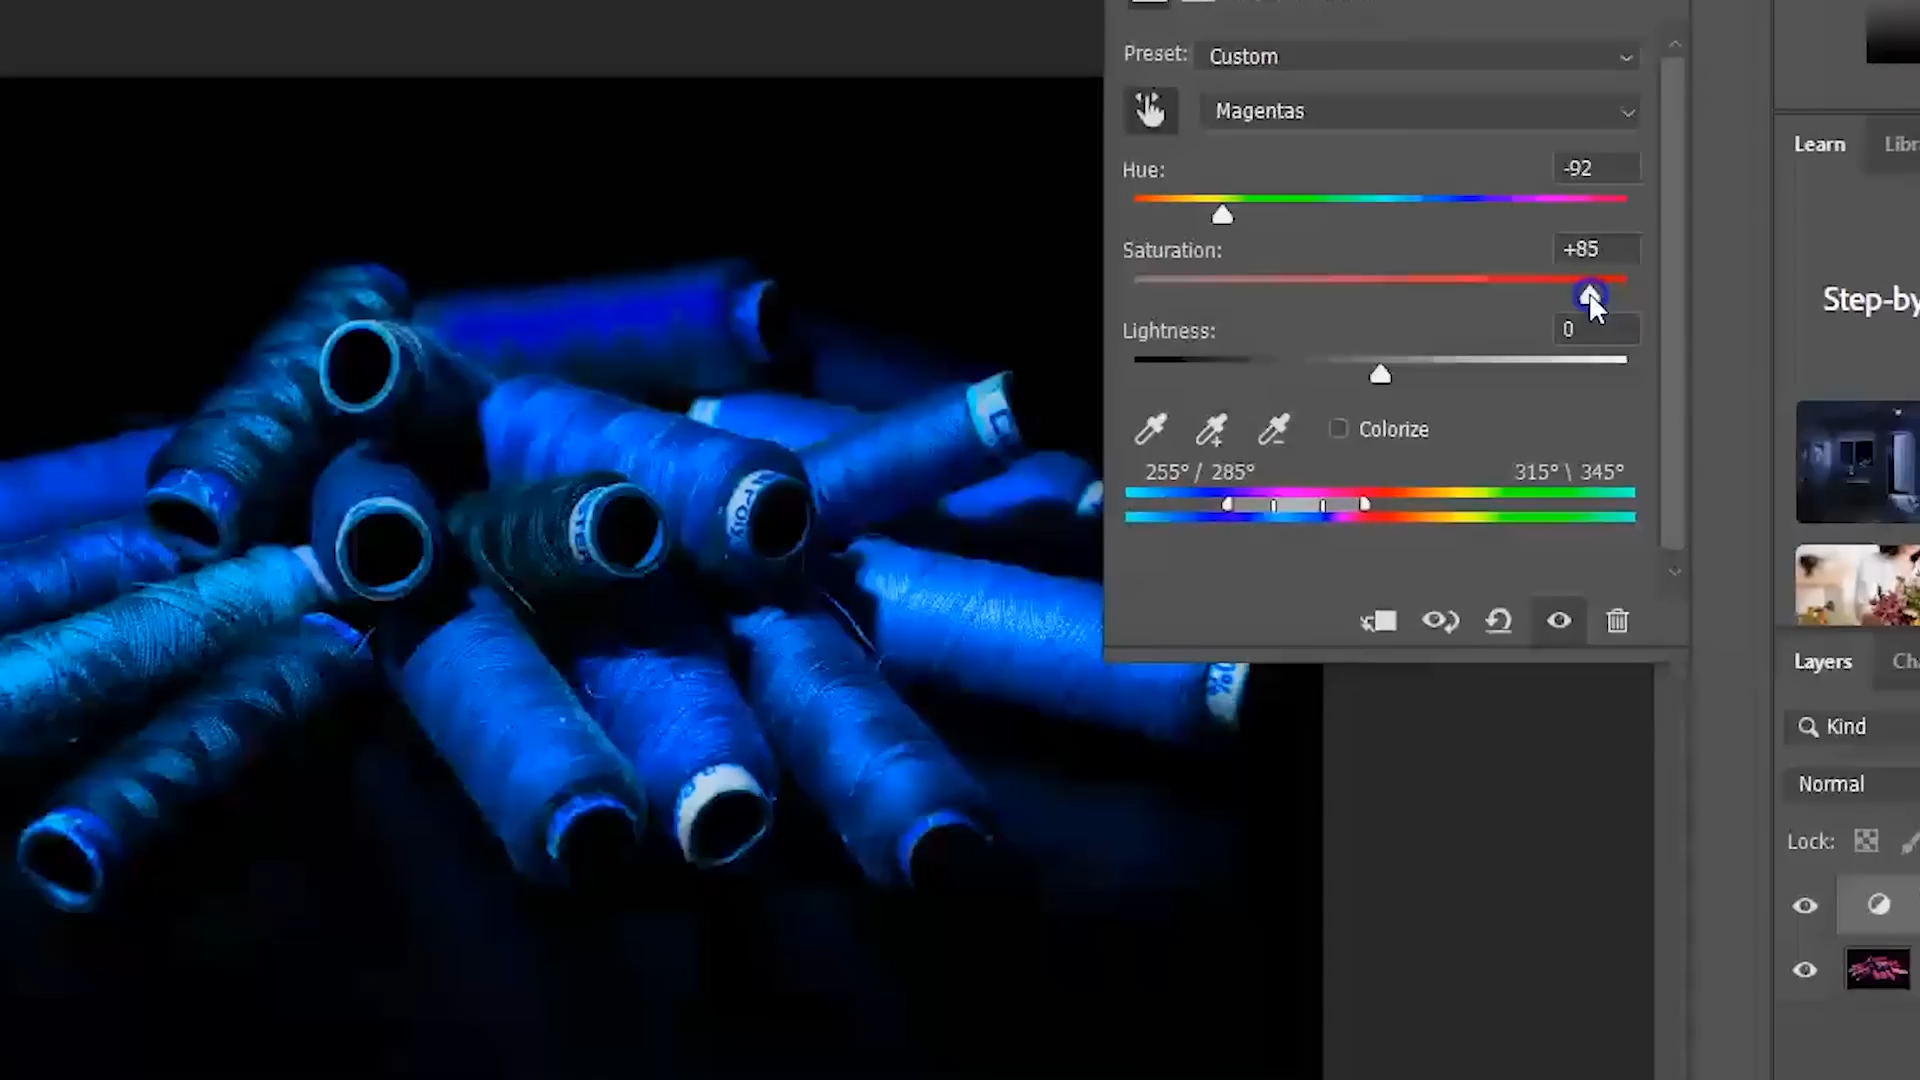 Preset: Custom
Magentas
Learn
Hue: -92
Saturation: +85
Step-by
Lightness: 0
Colorize
255° / 285° 315° \ 345°
Layers
Kind
Normal
Lock: